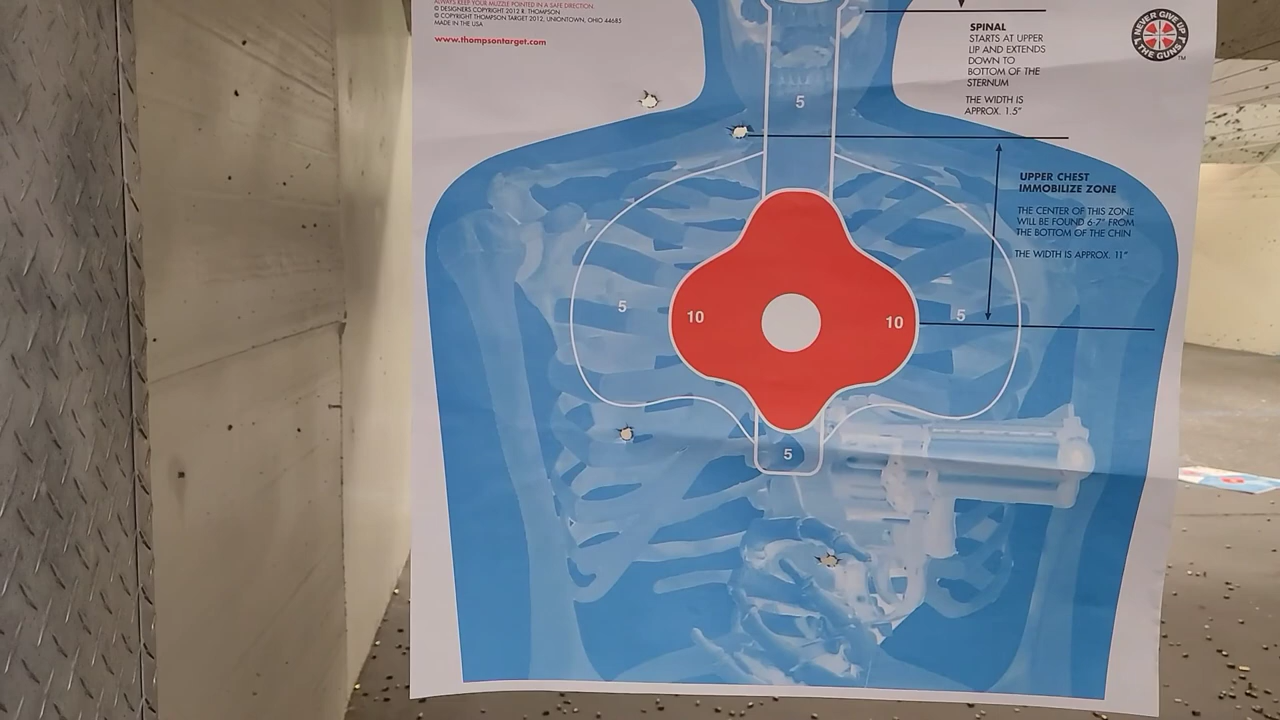 ALWAYS KEEP YOUR MUZZLE POINTED IN A SAFE DIRECTION.
© DESIGNERS COPYRIGHT 2012 R. THOMPSON
© COPYRIGHT THOMPSON TARGET 2012, UNIONTOWN, OHIO 44685
MADE IN THE USA
www.thompsontarget.com
SPINAL
STARTS AT UPPER
LIP AND EXTENDS
DOWN TO
BOTTOM OF THE
STERNUM
THE WIDTH IS
APPROX. 1.5"
NEVER GIVE UP
THE GUNS
TM
5
UPPER CHEST
IMMOBILIZE ZONE
THE CENTER OF THIS ZONE
WILL BE FOUND 6-7" FROM
THE BOTTOM OF THE CHIN
THE WIDTH IS APPROX. 11"
5
10
10
5
5